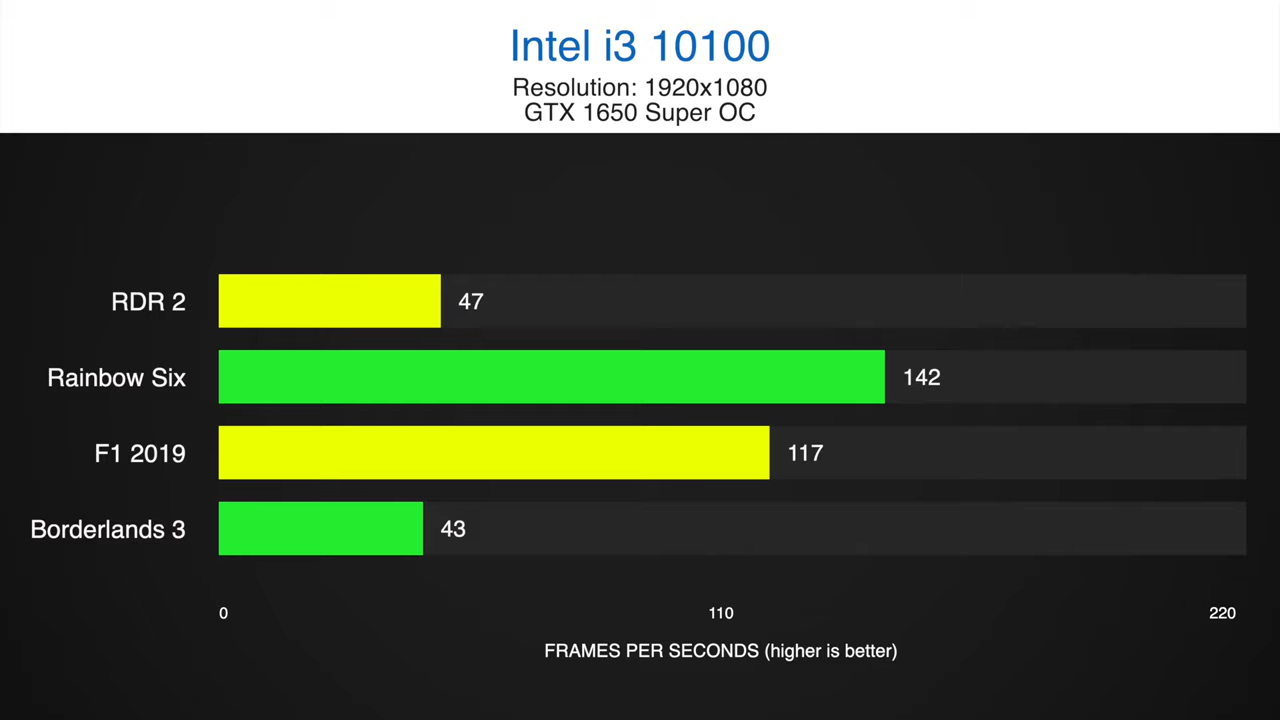 Intel i3 10100
Resolution: 1920x1080
GTX 1650 Super OC
RDR 2 47
Rainbow Six 142
F1 2019 117
Borderlands 3 43
0 110 220
FRAMES PER SECONDS (higher is better)